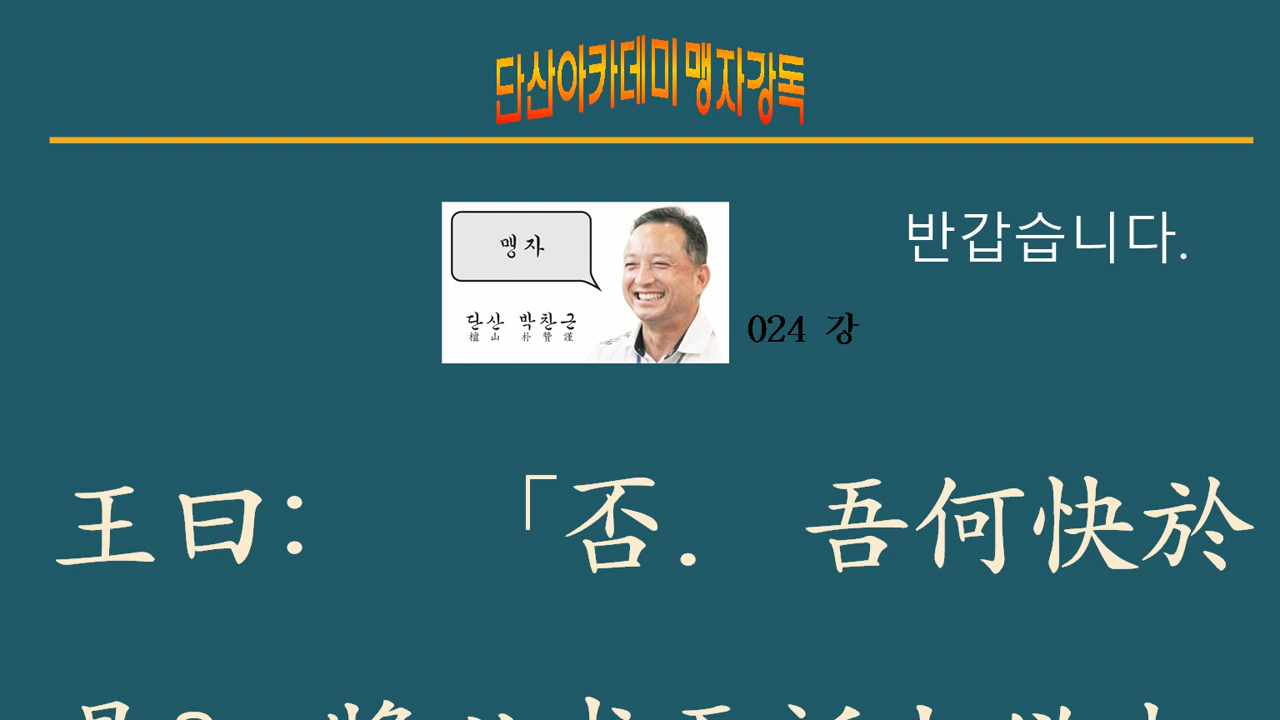 단산아카데미 맹자강독
반갑습니다.
맹자
단산 박찬근
檀 山 朴 贊 謹
024 강
王曰: 「否. 吾何快於